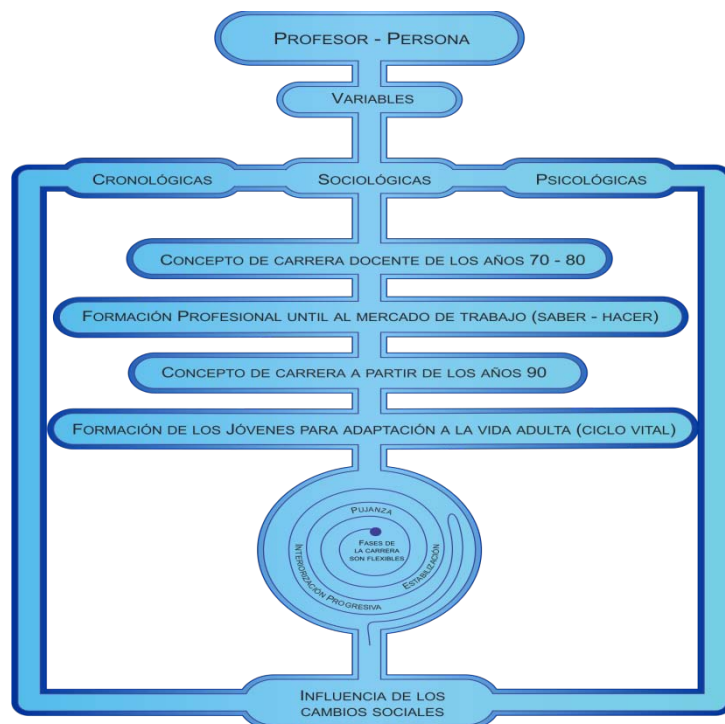 PROFESOR - PERSONA
VARIABLES
CRONOLÓGICAS
SOCIOLÓGICAS
PSICOLÓGICAS
CONCEPTO DE CARRERA DOCENTE DE LOS AÑOS 70 - 80
FORMACIÓN PROFESIONAL UNTIL AL MERCADO DE TRABAJO (SABER - HACER)
CONCEPTO DE CARRERA A PARTIR DE LOS AÑOS 90
FORMACIÓN DE LOS JÓVENES PARA ADAPTACIÓN A LA VIDA ADULTA (CICLO VITAL)
PUJANZA
FASES DE
LA CARRERA
SON FLEXIBLES
INTERIORIZACIÓN PROGRESIVA
ESTABILIZACIÓN
INFLUENCIA DE LOS
CAMBIOS SOCIALES